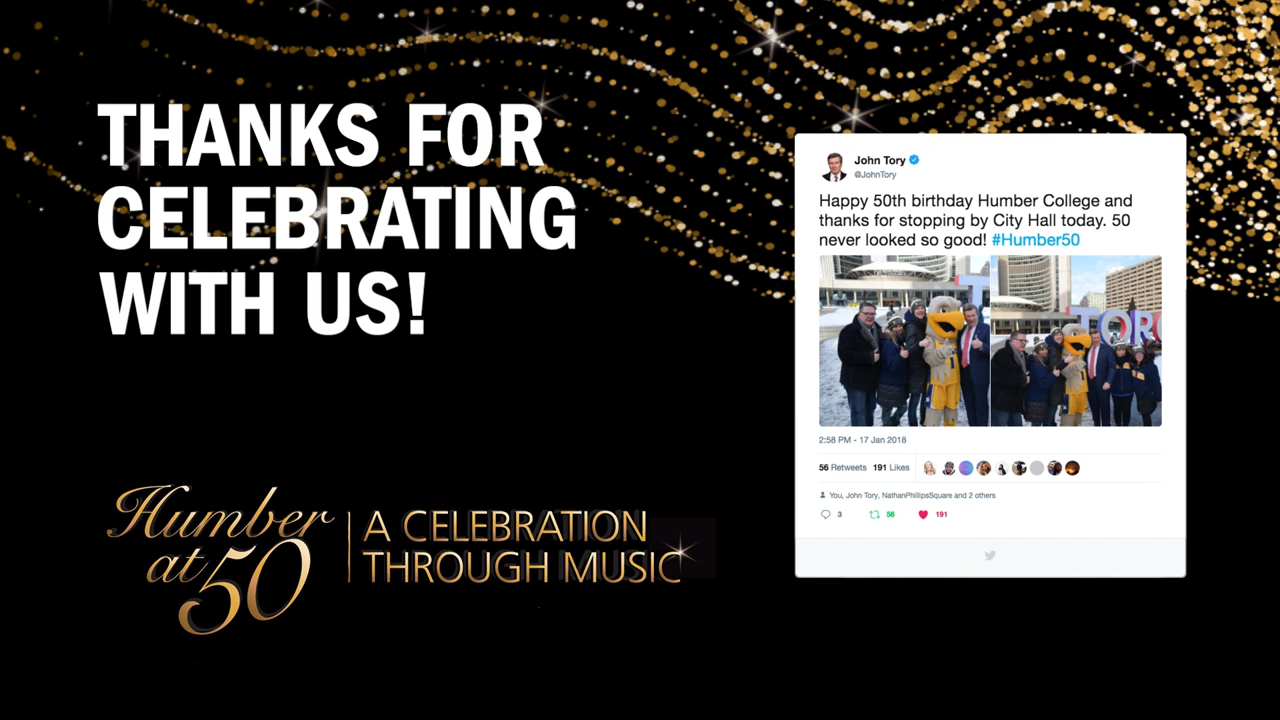 THANKS FOR
CELEBRATING
WITH US!
Humber
at 50
A CELEBRATION
THROUGH MUSIC
John Tory
@JohnTory
Happy 50th birthday Humber College and
thanks for stopping by City Hall today. 50
never looked so good! #Humber50
TORO
2:58 PM - 17 Jan 2018
56 Retweets 191 Likes
You, John Tory, NathanPhillipsSquare and 2 others
3 56 191